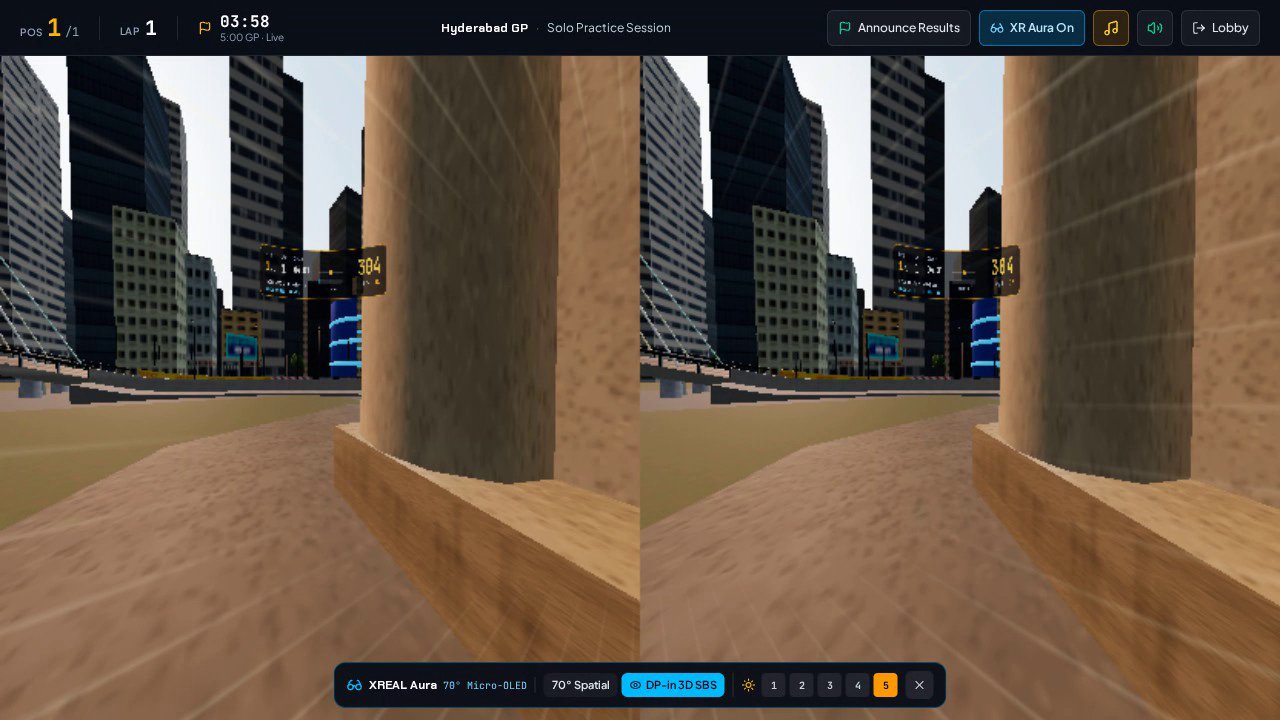 POS 1 /1
LAP 1
03:58
5:00 GP · Live
Hyderabad GP · Solo Practice Session
Announce Results
XR Aura On
Lobby
304
384
XREAL Aura 70° Micro-OLED
70° Spatial
DP-in 3D SBS
1 2 3 4 5